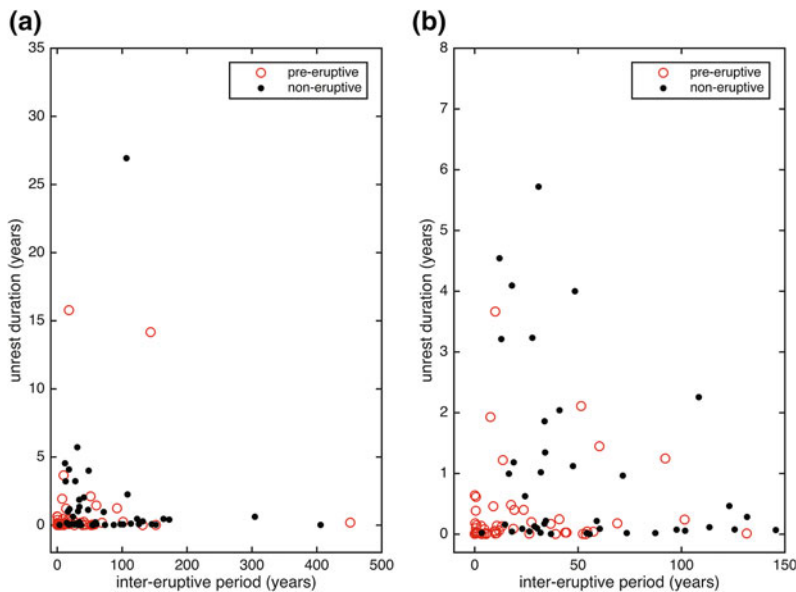 (a)
35
30
25
20
15
10
5
0
0 100 200 300 400 500
unrest duration (years)
inter-eruptive period (years)
pre-eruptive
non-eruptive
(b)
8
7
6
5
4
3
2
1
0
0 50 100 150
unrest duration (years)
inter-eruptive period (years)
pre-eruptive
non-eruptive